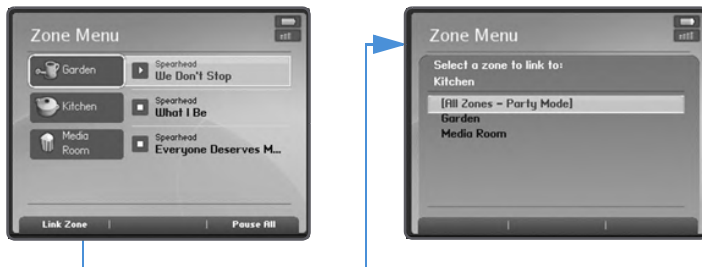 Zone Menu
Garden
Spearhead
We Don't Stop
Kitchen
Spearhead
What I Be
Media
Room
Spearhead
Everyone Deserves M...
Link Zone
Pause All
Zone Menu
Select a zone to link to:
Kitchen
[All Zones - Party Mode]
Garden
Media Room